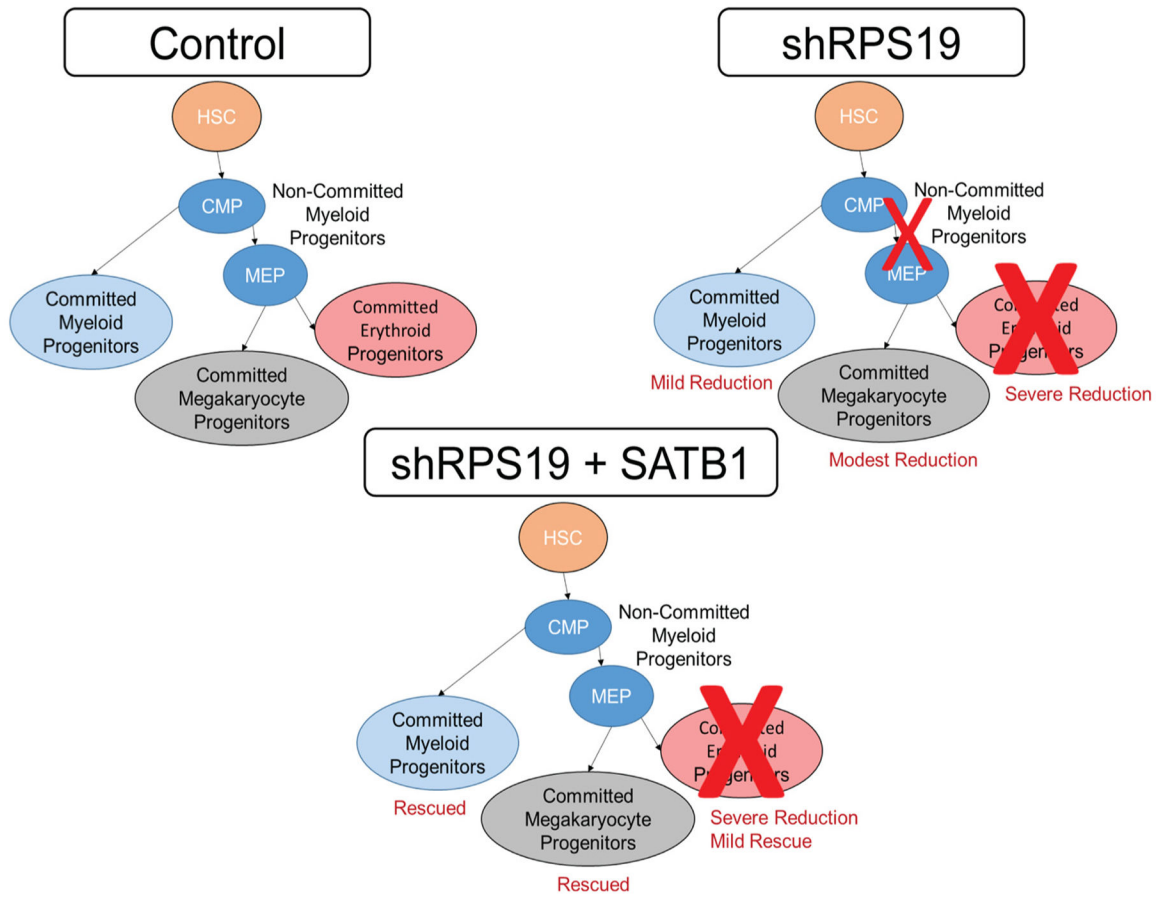 Control
HSC
CMP
Non-Committed
Myeloid
Progenitors
MEP
Committed
Myeloid
Progenitors
Committed
Erythroid
Progenitors
Committed
Megakaryocyte
Progenitors
shRPS19
HSC
CMP
Non-Committed
Myeloid
Progenitors
MEP
Committed
Myeloid
Progenitors
Mild Reduction
Severe Reduction
Committed
Megakaryocyte
Progenitors
Modest Reduction
shRPS19 + SATB1
HSC
CMP
Non-Committed
Myeloid
Progenitors
MEP
Committed
Myeloid
Progenitors
Rescued
Severe Reduction
Mild Rescue
Committed
Megakaryocyte
Progenitors
Rescued